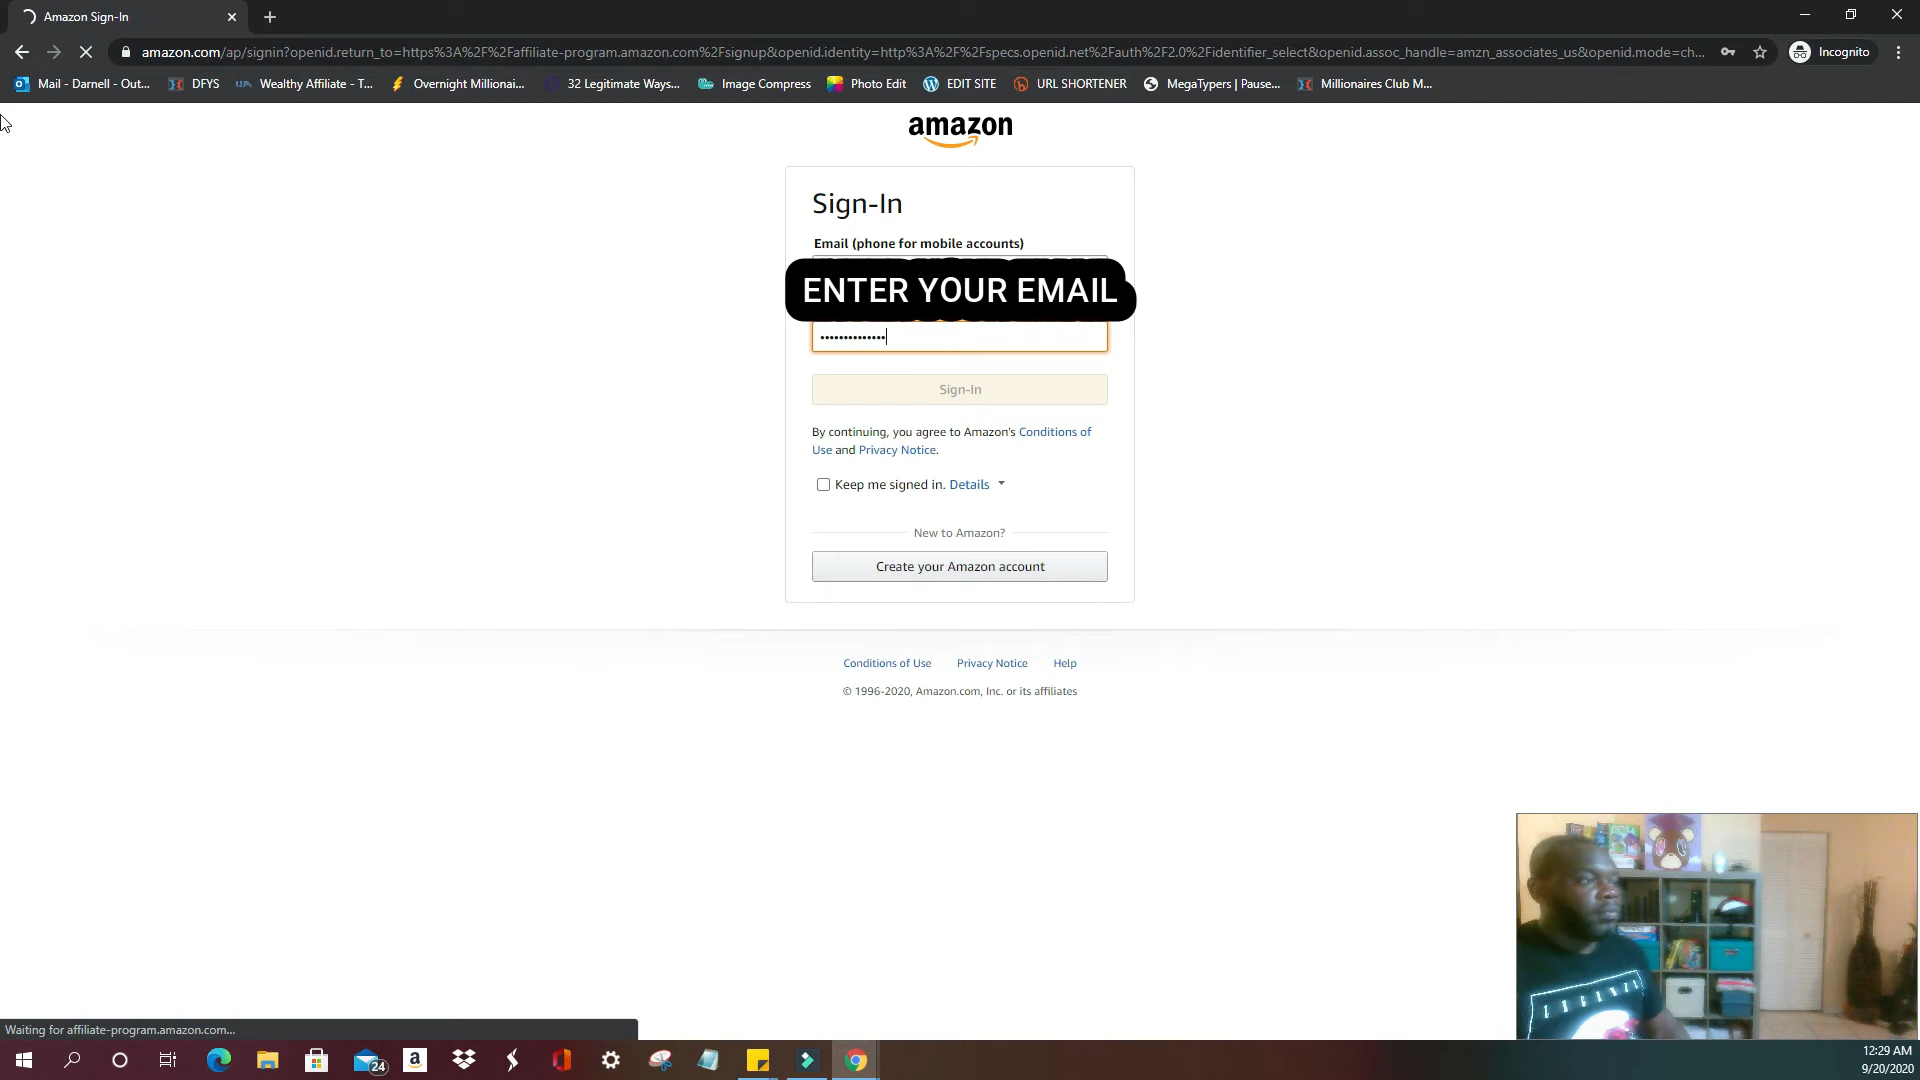 Amazon Sign-In
amazon.com/ap/signin?openid.return_to=https%3A%2F%2Faffiliate-program.amazon.com%2Fsignup&openid.identity=http%3A%2F%2Fspecs.openid.net%2Fauth%2F2.0%2Fidentifier_select&openid.assoc_handle=amzn_associates_us&openid.mode=ch...
Incognito
Mail - Darnell - Out...
DFYS
Wealthy Affiliate - T...
Overnight Millionai...
32 Legitimate Ways...
Image Compress
Photo Edit
EDIT SITE
URL SHORTENER
MegaTypers | Pause...
Millionaires Club M...
amazon
Sign-In
Email (phone for mobile accounts)
ENTER YOUR EMAIL
Sign-In
By continuing, you agree to Amazon's Conditions of
Use and Privacy Notice.
Keep me signed in. Details
New to Amazon?
Create your Amazon account
Conditions of Use
Privacy Notice
Help
© 1996-2020, Amazon.com, Inc. or its affiliates
LEGENDS
Waiting for affiliate-program.amazon.com...
24
12:29 AM
9/20/2020